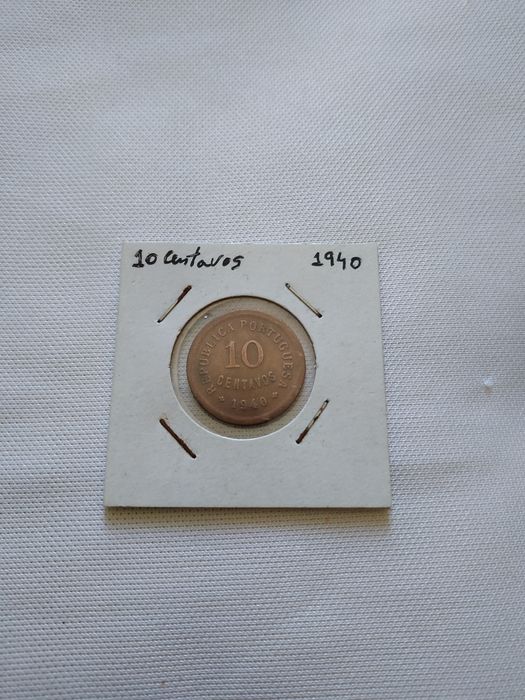 10 Centavos 1940
REPUBLICA PORTUGUESA
10
CENTAVOS
* 1940 *